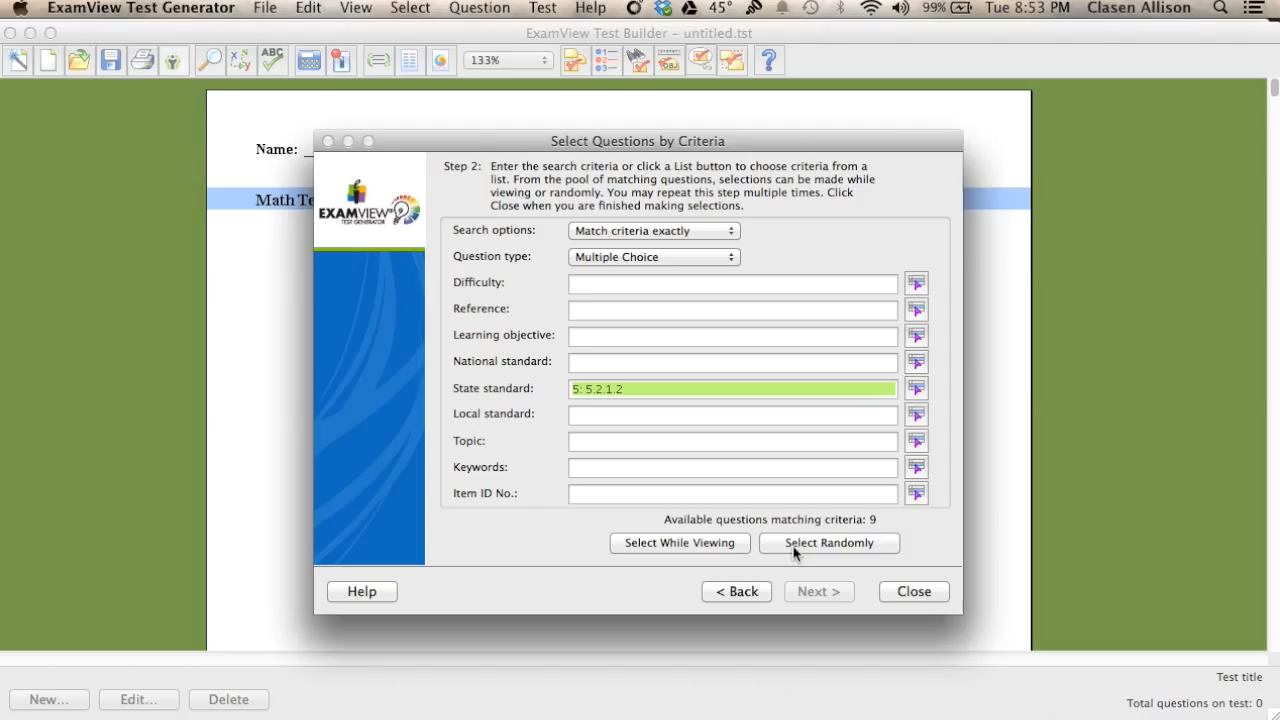 ExamView Test Generator File Edit View Select Question Test Help 45° 99% Tue 8:53 PM Clasen Allison
ExamView Test Builder - untitled.tst
ABC 133% ?
Select Questions by Criteria
Name:
Math Te
EXAMVIEW
TEST GENERATOR
Step 2: Enter the search criteria or click a List button to choose criteria from a
list. From the pool of matching questions, selections can be made while
viewing or randomly. You may repeat this step multiple times. Click
Close when you are finished making selections.
Search options: Match criteria exactly
Question type: Multiple Choice
Difficulty:
Reference:
Learning objective:
National standard:
State standard: 5: 5.2.1.2
Local standard:
Topic:
Keywords:
Item ID No.:
Available questions matching criteria: 9
Select While Viewing Select Randomly
Help < Back Next > Close
Test title
New... Edit... Delete Total questions on test: 0